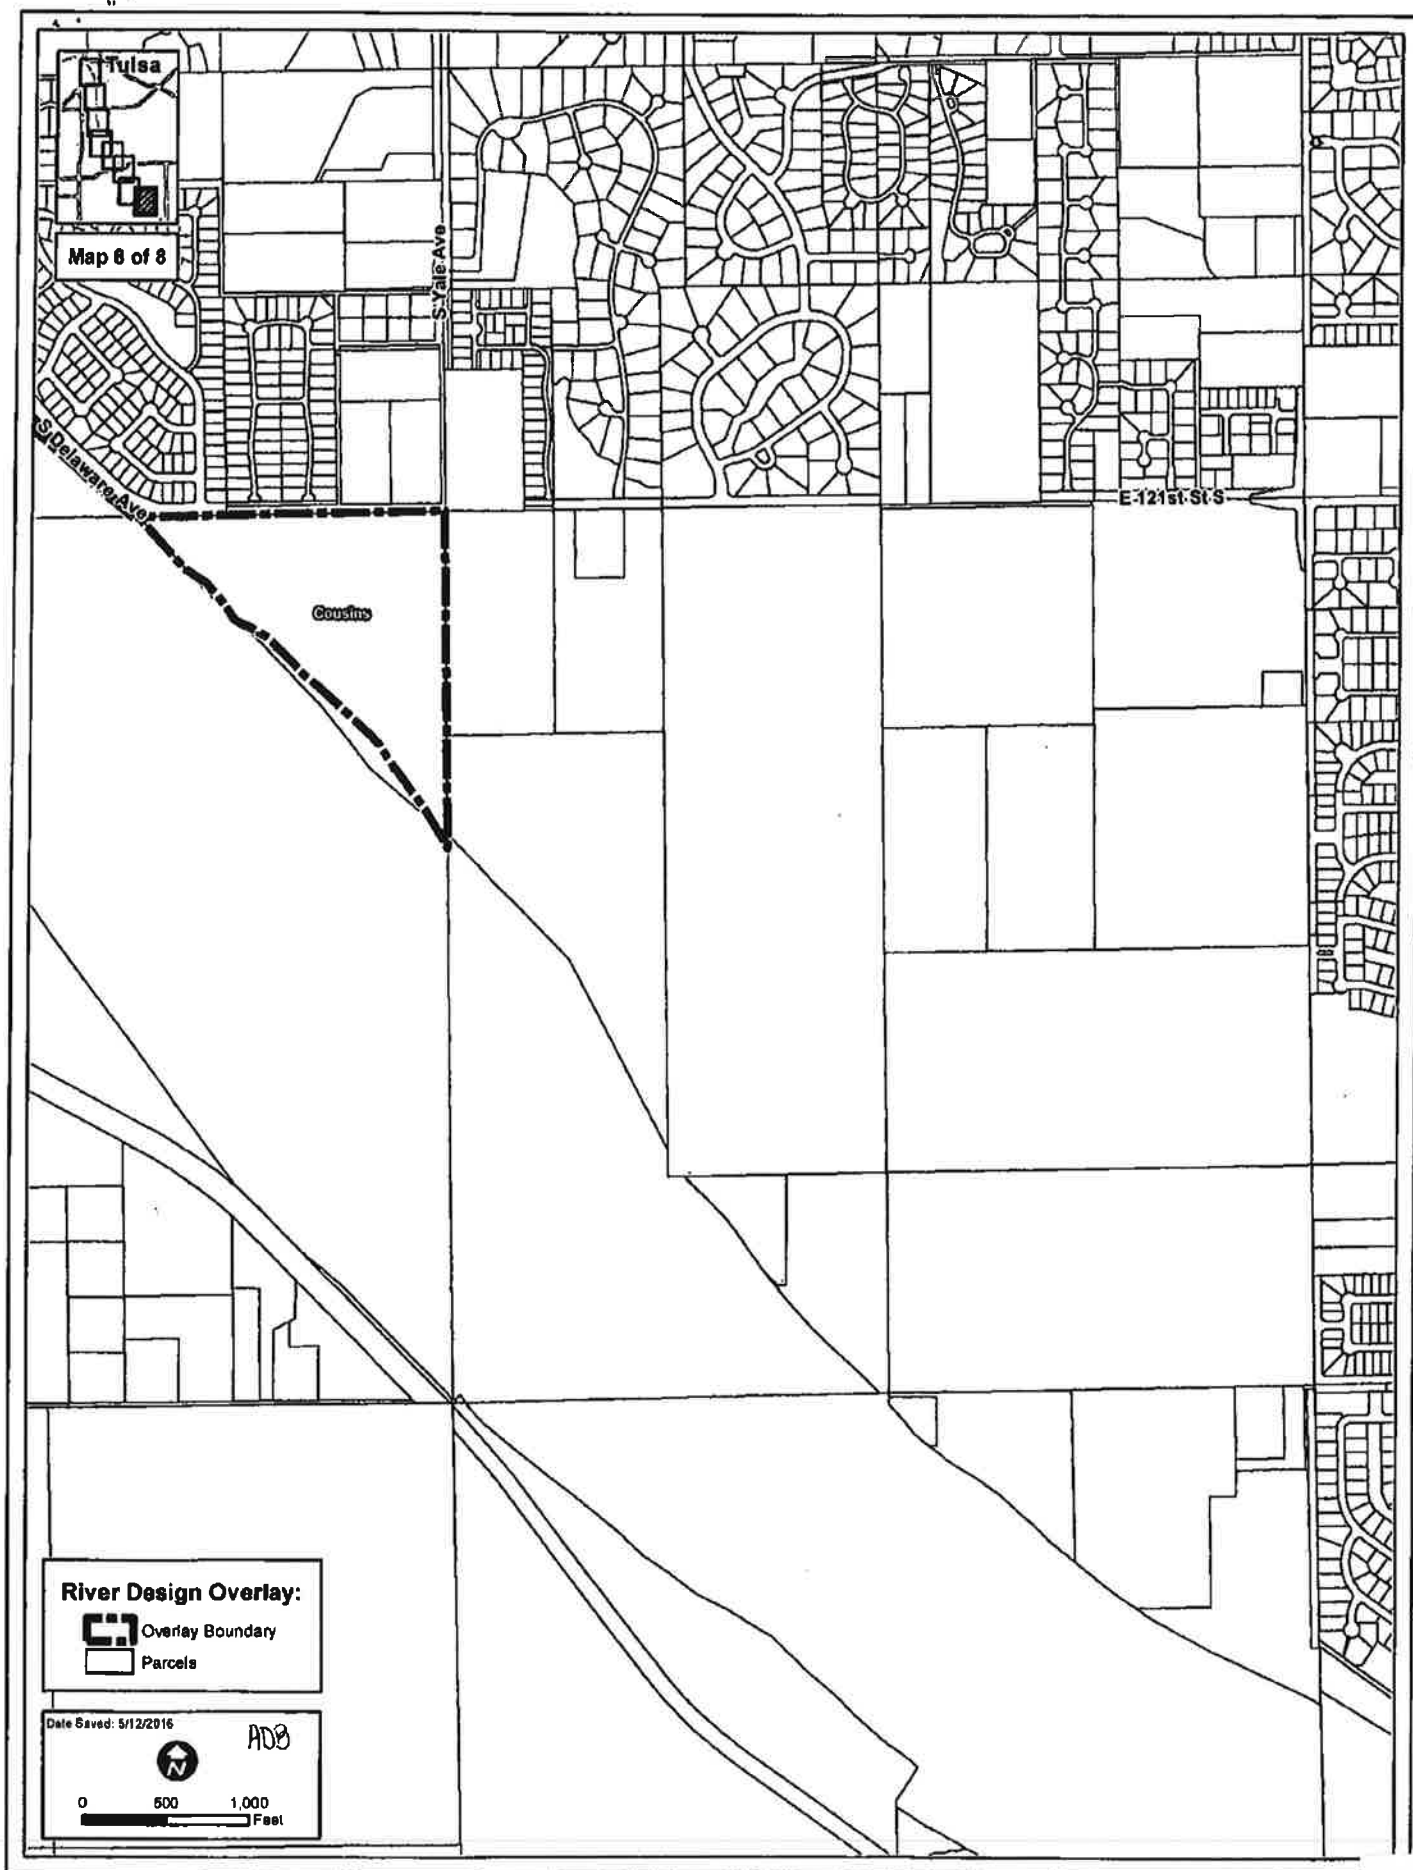 Tulsa
Map 8 of 8
S Yale Ave
S Delaware Ave
E 121st St S
Cousins
River Design Overlay:
Overlay Boundary
Parcels
Date Saved: 5/12/2016
ADB
N
0 500 1,000
Feet